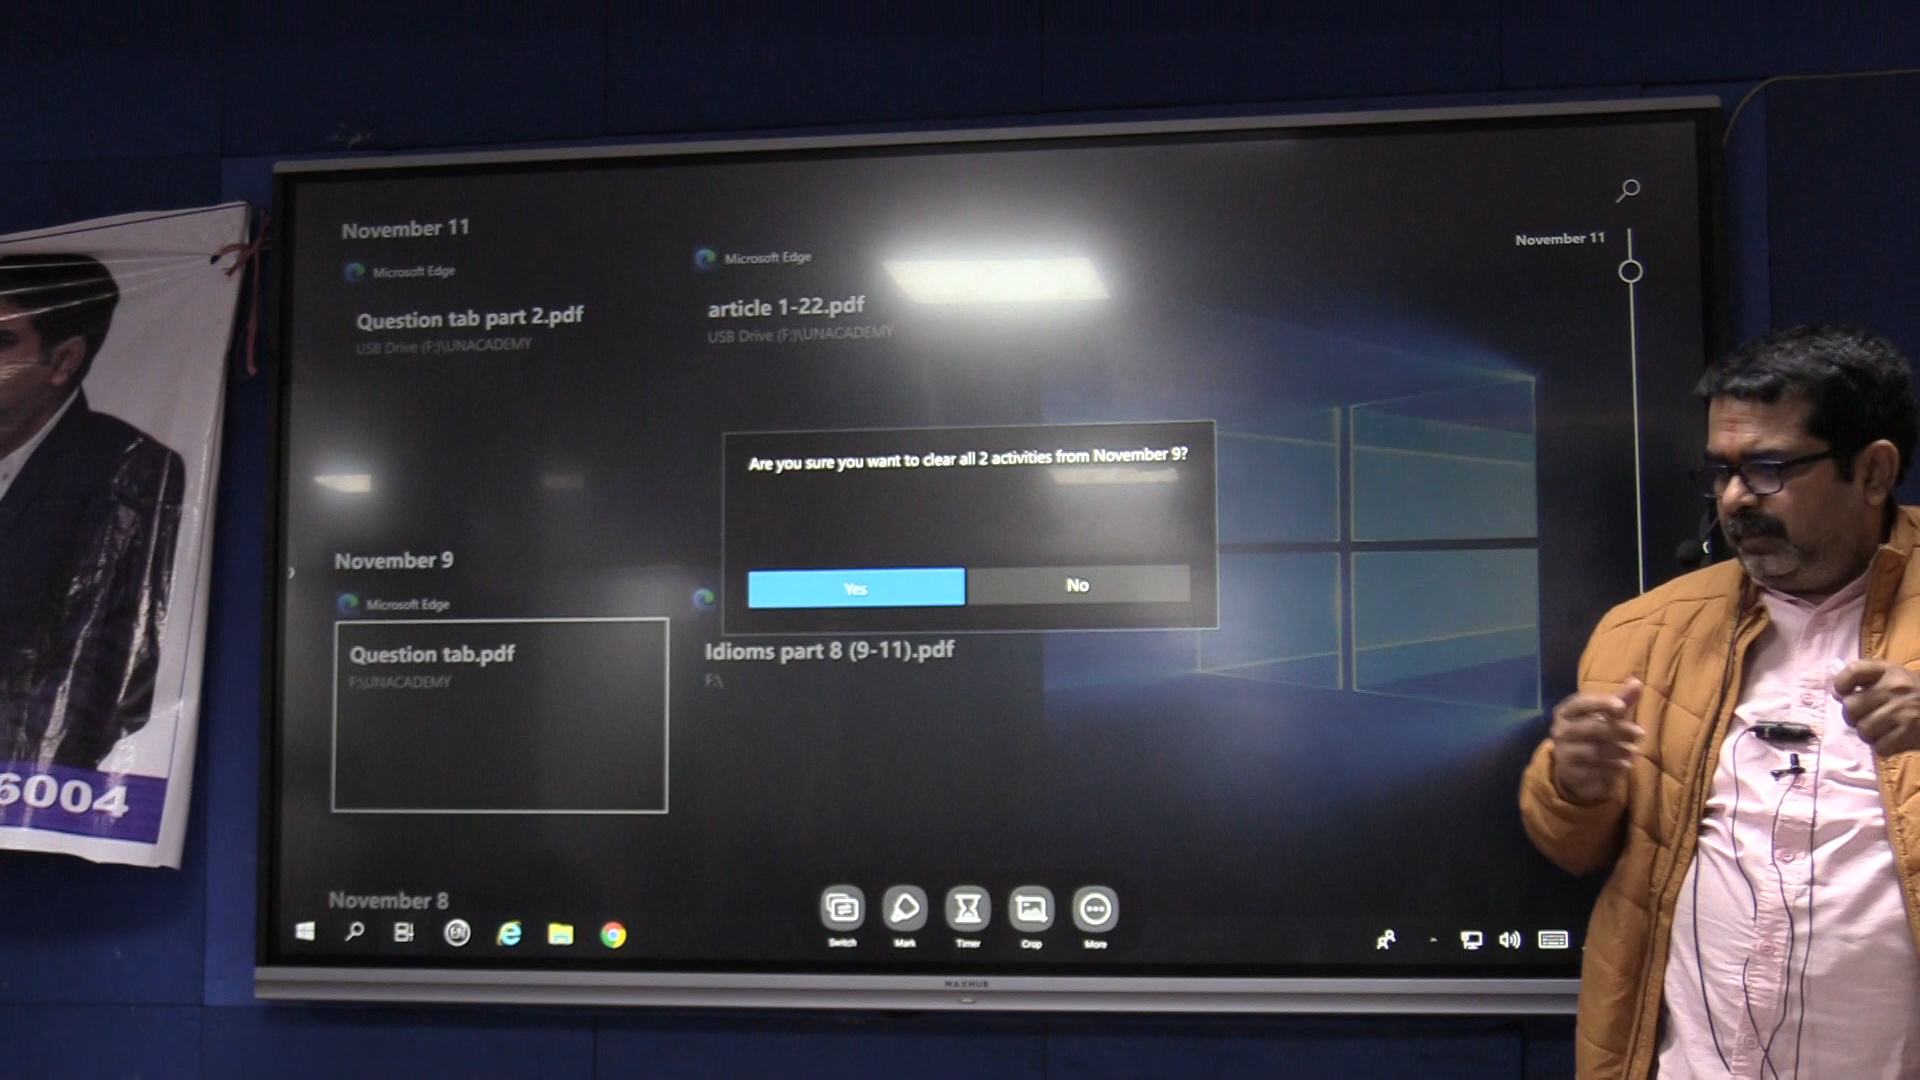 November 11
Microsoft Edge
Microsoft Edge
Question tab part 2.pdf
USB Drive (F:)\UNACADEMY
article 1-22.pdf
USB Drive (F:)\UNACADEMY
November 11
Are you sure you want to clear all 2 activities from November 9?
Yes
No
November 9
Microsoft Edge
Question tab.pdf
F:\UNACADEMY
Idioms part 8 (9-11).pdf
F:\
November 8
EN
Switch
Mark
Timer
Crop
More
MAXHUB
6004